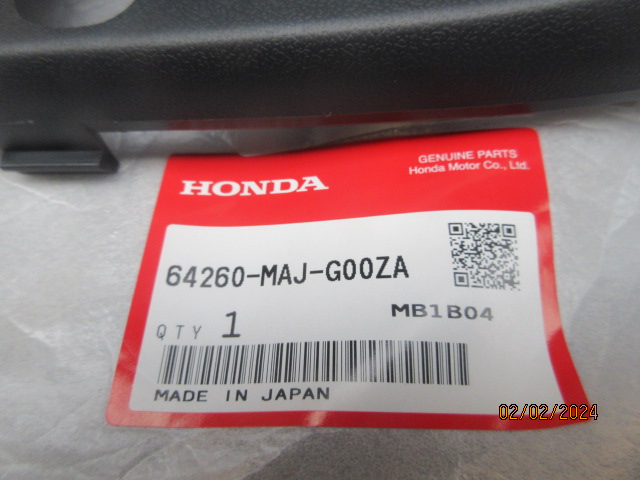 GENUINE PARTS
Honda Motor Co., Ltd.
HONDA
64260-MAJ-G00ZA
MB1B04
QTY 1
MADE IN JAPAN
02/02/2024